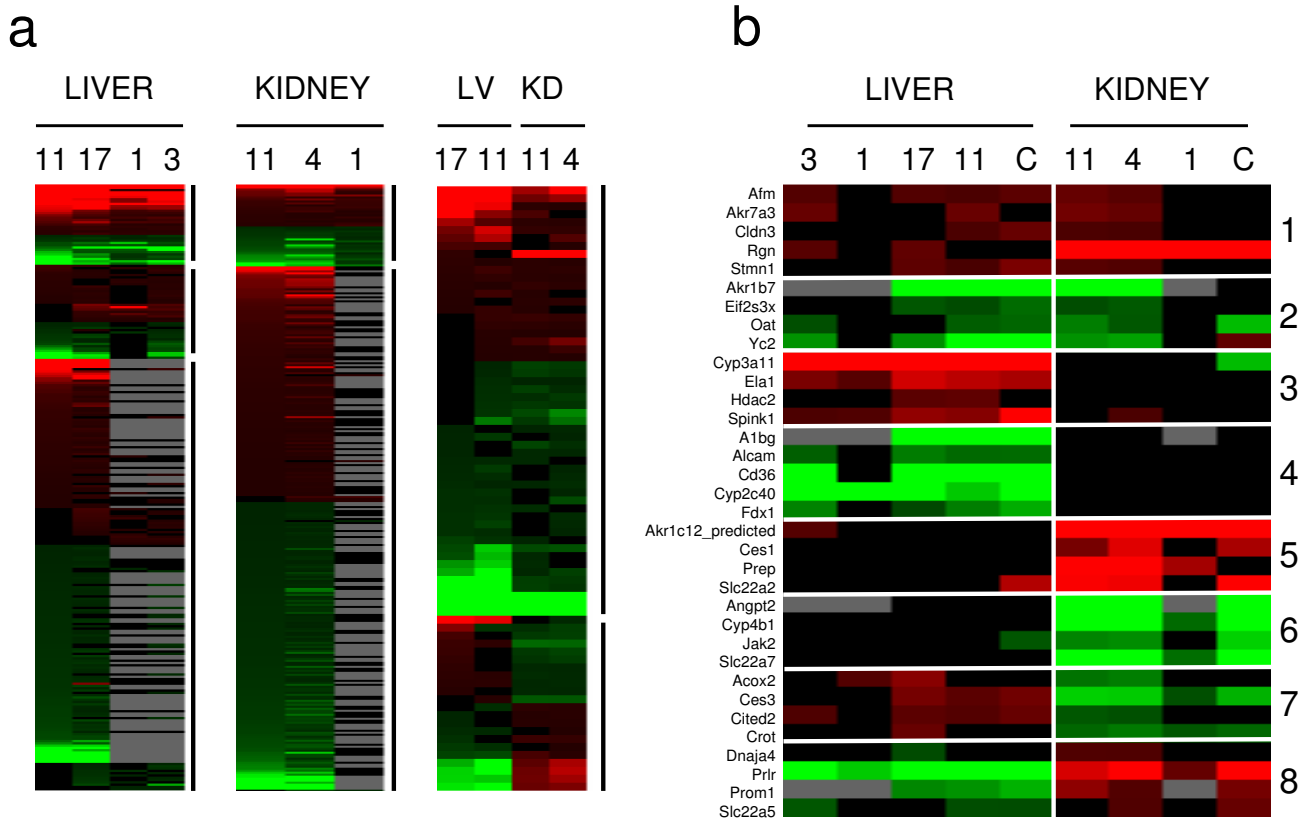 a
LIVER
KIDNEY
LV KD
11 17 1 3
11 4 1
17 11 11 4
b
LIVER
KIDNEY
3 1 17 11 C
11 4 1 C
Afm
Akr7a3
Cldn3
Rgn
Stmn1
1
Akr1b7
Eif2s3x
Oat
Yc2
2
Cyp3a11
Ela1
Hdac2
Spink1
3
A1bg
Alcam
Cd36
Cyp2c40
Fdx1
4
Akr1c12_predicted
Ces1
Prep
Slc22a2
5
Angpt2
Cyp4b1
Jak2
Slc22a7
6
Acox2
Ces3
Cited2
Crot
7
Dnaja4
Prlr
Prom1
Slc22a5
8